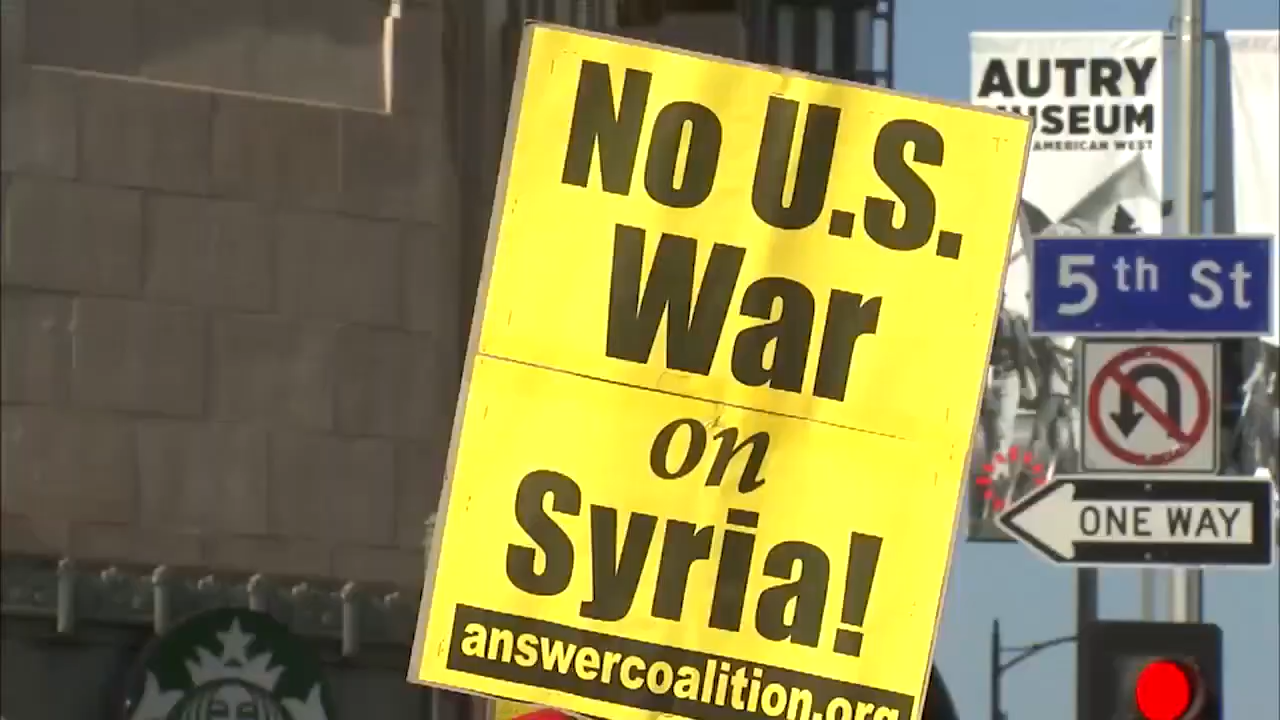 No U.S.
War
on
Syria!
answercoalition.org
AUTRY
MUSEUM
AMERICAN WEST
5th St
ONE WAY